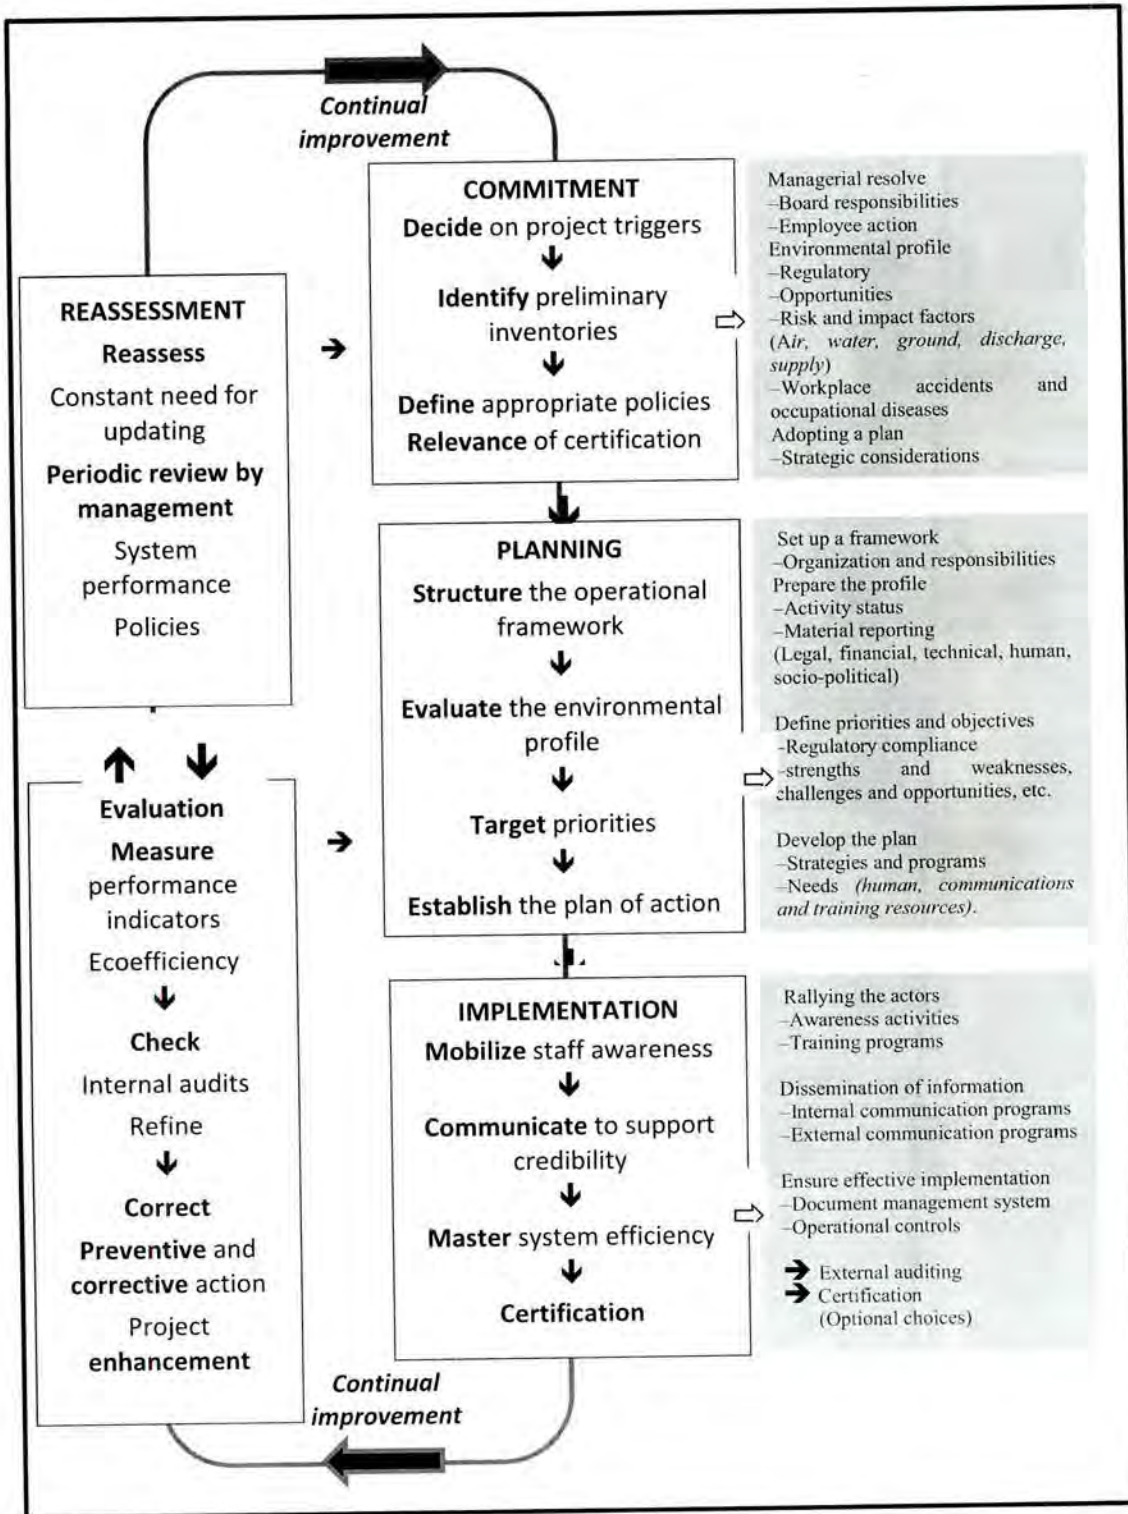 Continual
improvement
COMMITMENT
Decide on project triggers
Identify preliminary
inventories
Define appropriate policies
Relevance of certification
Managerial resolve
–Board responsibilities
–Employee action
Environmental profile
–Regulatory
–Opportunities
–Risk and impact factors
(Air, water, ground, discharge,
supply)
–Workplace accidents and
occupational diseases
Adopting a plan
–Strategic considerations
REASSESSMENT
Reassess
Constant need for
updating
Periodic review by
management
System
performance
Policies
PLANNING
Structure the operational
framework
Evaluate the environmental
profile
Target priorities
Establish the plan of action
Set up a framework
–Organization and responsibilities
Prepare the profile
–Activity status
–Material reporting
(Legal, financial, technical, human,
socio-political)
Define priorities and objectives
–Regulatory compliance
–strengths and weaknesses,
challenges and opportunities, etc.
Develop the plan
–Strategies and programs
–Needs (human, communications
and training resources).
Evaluation
Measure
performance
indicators
Ecoefficiency
Check
Internal audits
Refine
Correct
Preventive and
corrective action
Project
enhancement
IMPLEMENTATION
Mobilize staff awareness
Communicate to support
credibility
Master system efficiency
Certification
Rallying the actors
–Awareness activities
–Training programs
Dissemination of information
–Internal communication programs
–External communication programs
Ensure effective implementation
–Document management system
–Operational controls
➔ External auditing
➔ Certification
(Optional choices)
Continual
improvement